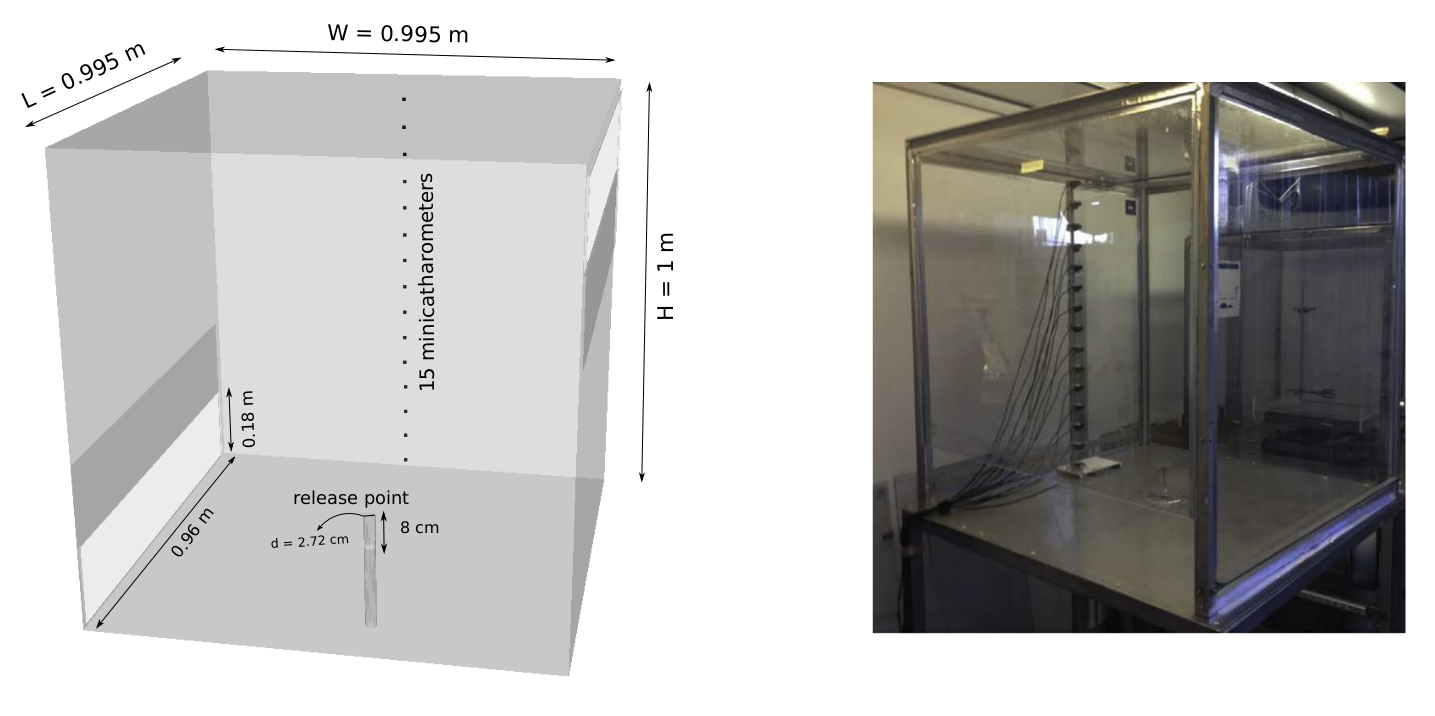 W = 0.995 m
L = 0.995 m
15 minicatharometers
H = 1 m
0.18 m
0.96 m
release point
8 cm
d = 2.72 cm